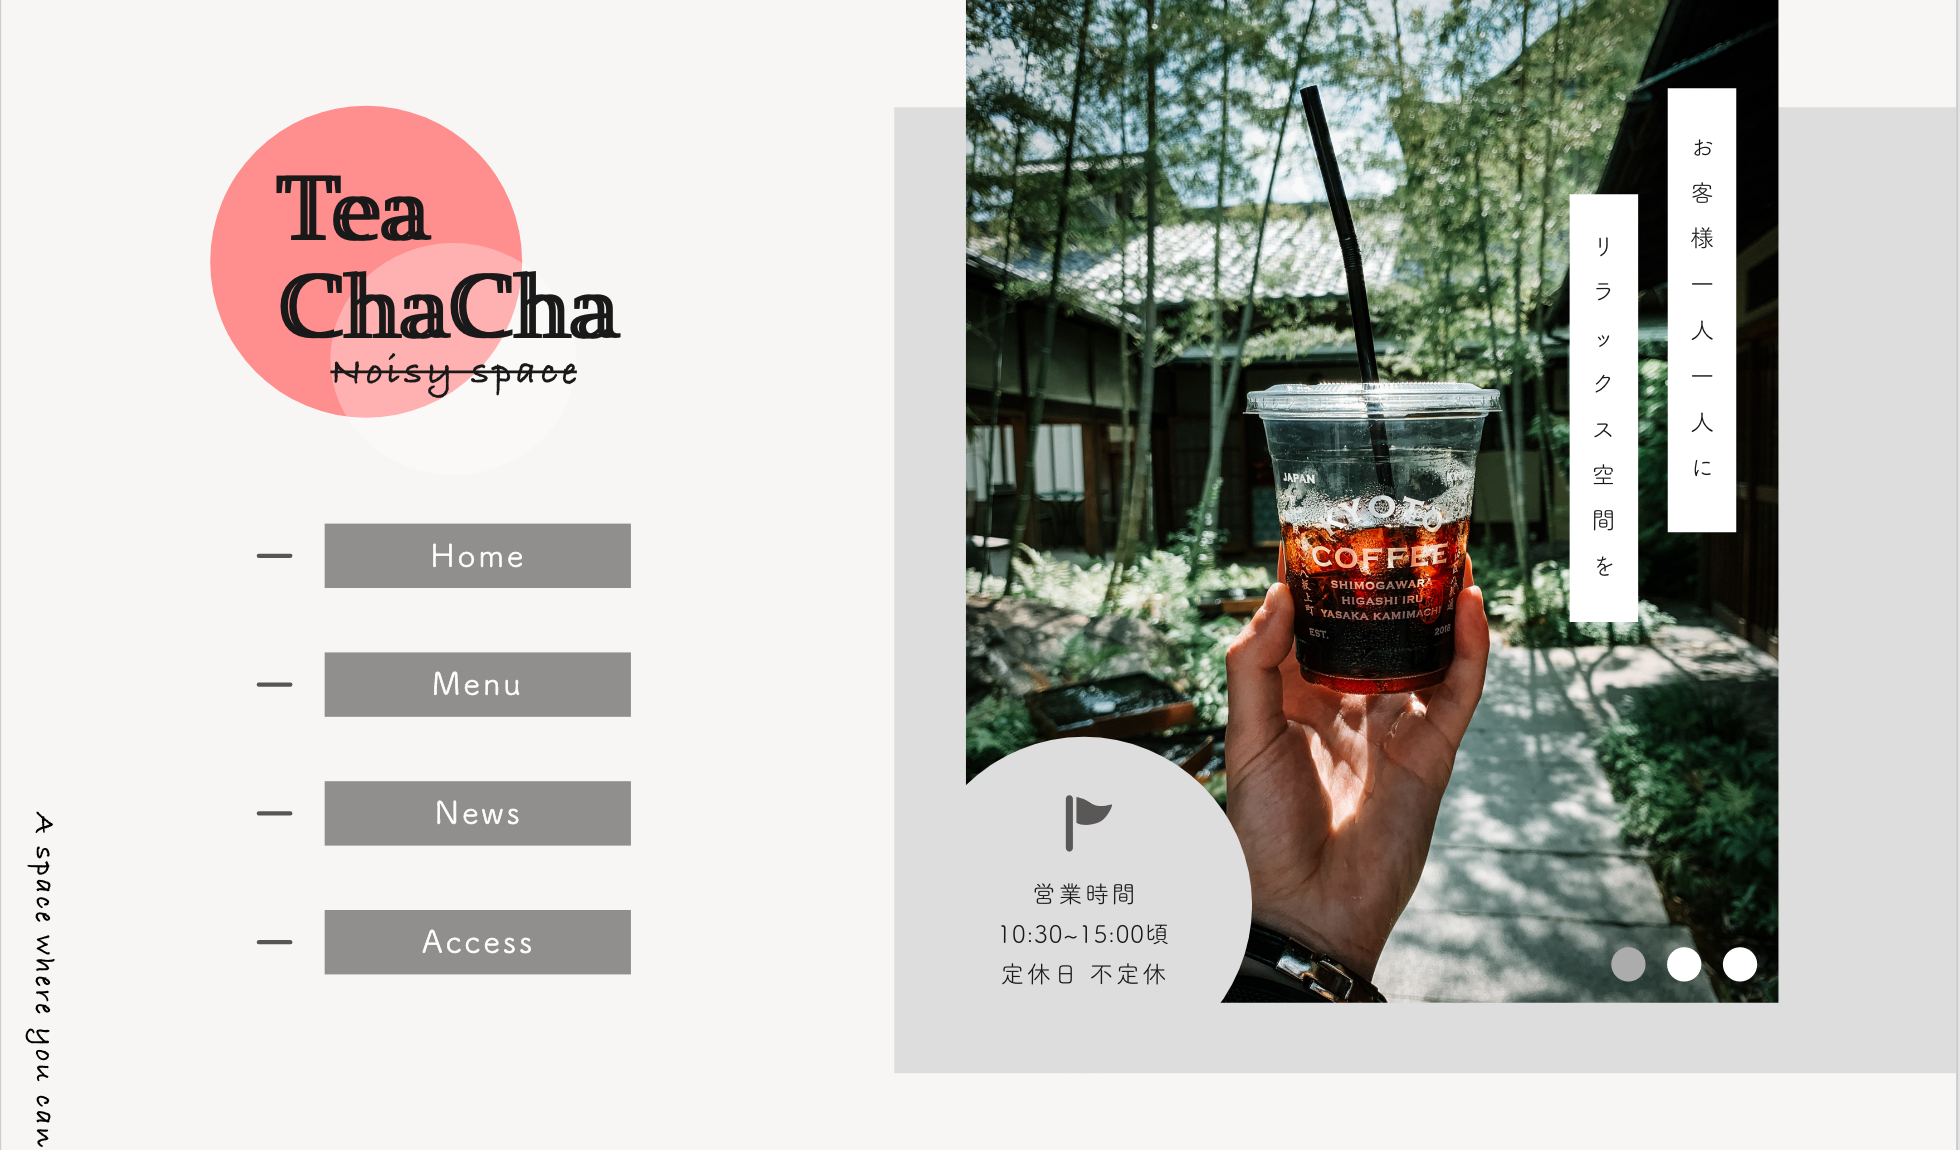 Tea
ChaCha
Noisy space
Home
Menu
News
Access
A space where you can
お客様一人一人に
リラックス空間を
JAPAN
KYOTO
COFFEE
SHIMOGAWARA
HIGASHI IRU
YASAKA KAMIMACHI
EST.
2018
営業時間
10:30~15:00頃
定休日 不定休